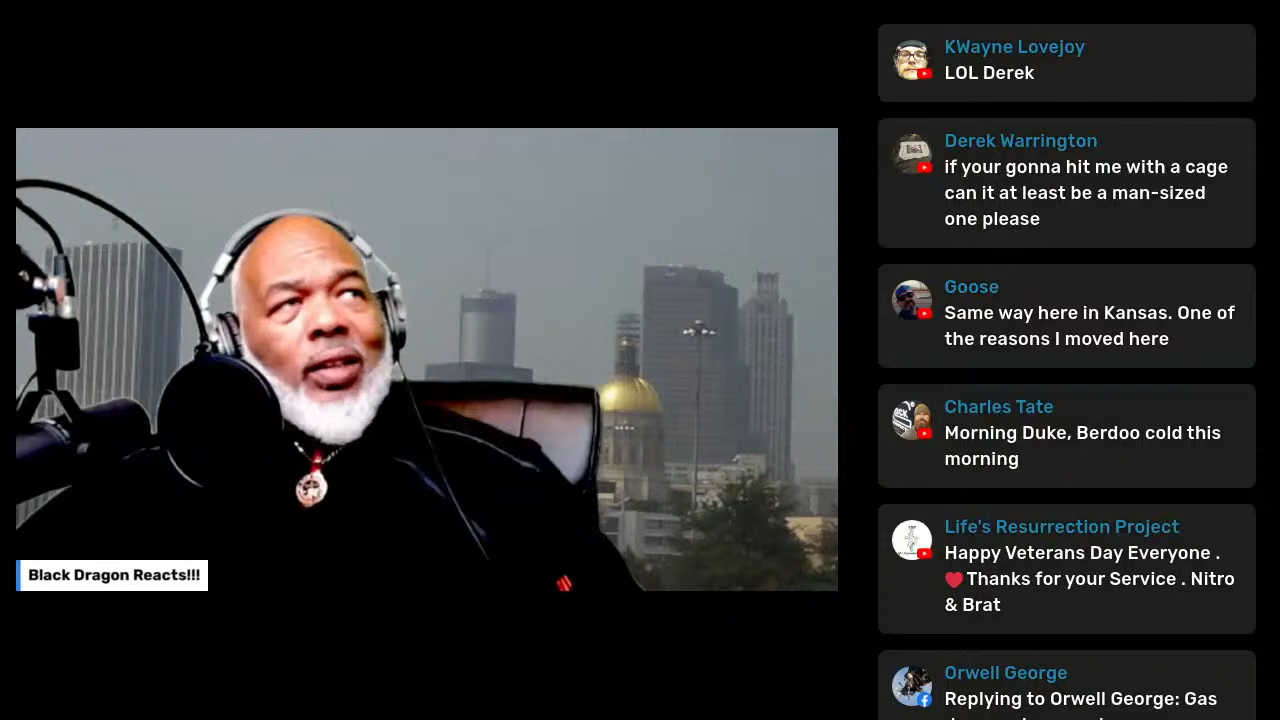 KWayne Lovejoy
LOL Derek
Derek Warrington
if your gonna hit me with a cage
can it at least be a man-sized
one please
Goose
Same way here in Kansas. One of
the reasons I moved here
Charles Tate
Morning Duke, Berdoo cold this
morning
Life's Resurrection Project
Happy Veterans Day Everyone .
❤️Thanks for your Service . Nitro
& Brat
Orwell George
Replying to Orwell George: Gas
Black Dragon Reacts!!!